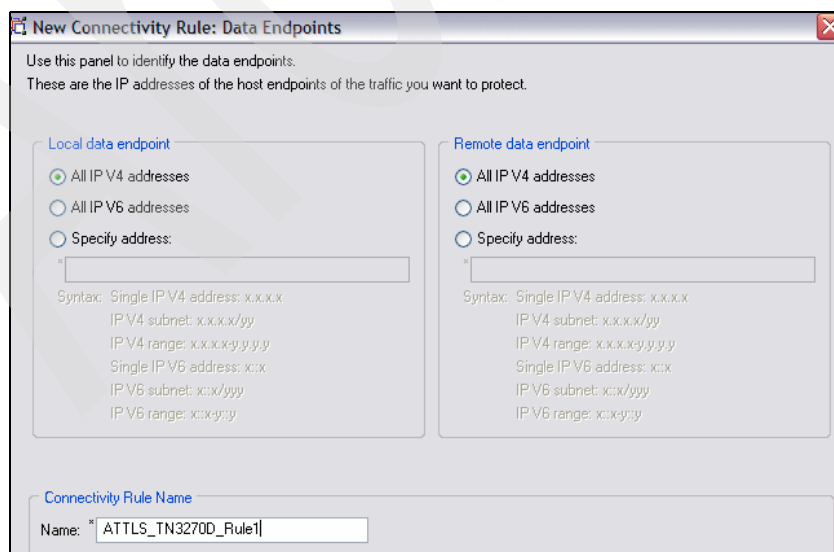 New Connectivity Rule: Data Endpoints
Use this panel to identify the data endpoints.
These are the IP addresses of the host endpoints of the traffic you want to protect.
Local data endpoint
All IP V4 addresses
All IP V6 addresses
Specify address:
*
Syntax: Single IP V4 address: x.x.x.x
IP V4 subnet: x.x.x.x/yy
IP V4 range: x.x.x.x-y.y.y.y
Single IP V6 address: x::x
IP V6 subnet: x::x/yyy
IP V6 range: x::x-y::y
Remote data endpoint
All IP V4 addresses
All IP V6 addresses
Specify address:
*
Syntax: Single IP V4 address: x.x.x.x
IP V4 subnet: x.x.x.x/yy
IP V4 range: x.x.x.x-y.y.y.y
Single IP V6 address: x::x
IP V6 subnet: x::x/yyy
IP V6 range: x::x-y::y
Connectivity Rule Name
Name: * ATTLS_TN3270D_Rule1